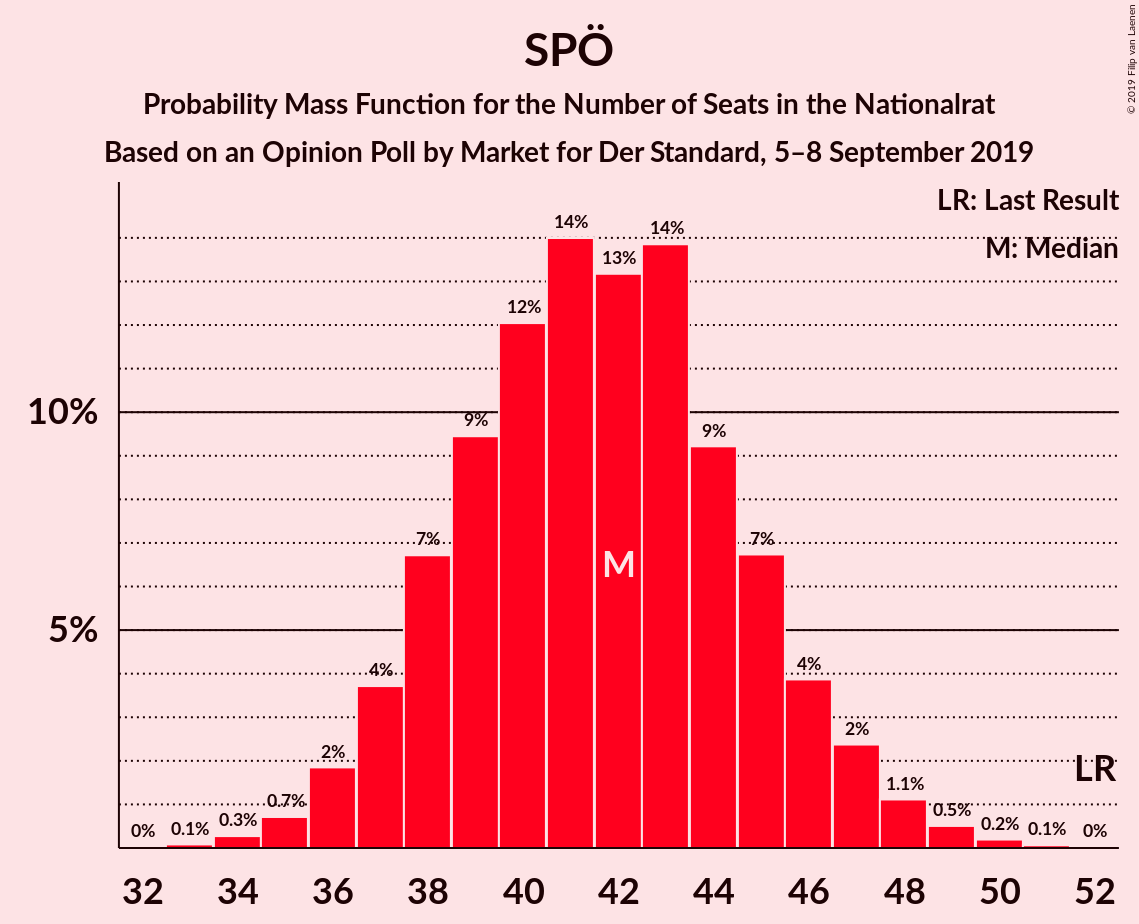 SPÖ
Probability Mass Function for the Number of Seats in the Nationalrat
Based on an Opinion Poll by Market for Der Standard, 5–8 September 2019
© 2019 Filip van Laenen
LR: Last Result
M: Median
10%
5%
0%
0.1%
0.3%
0.7%
2%
4%
7%
9%
12%
14%
13%
14%
9%
7%
4%
2%
1.1%
0.5%
0.2%
0.1%
0%
M
LR
32 34 36 38 40 42 44 46 48 50 52